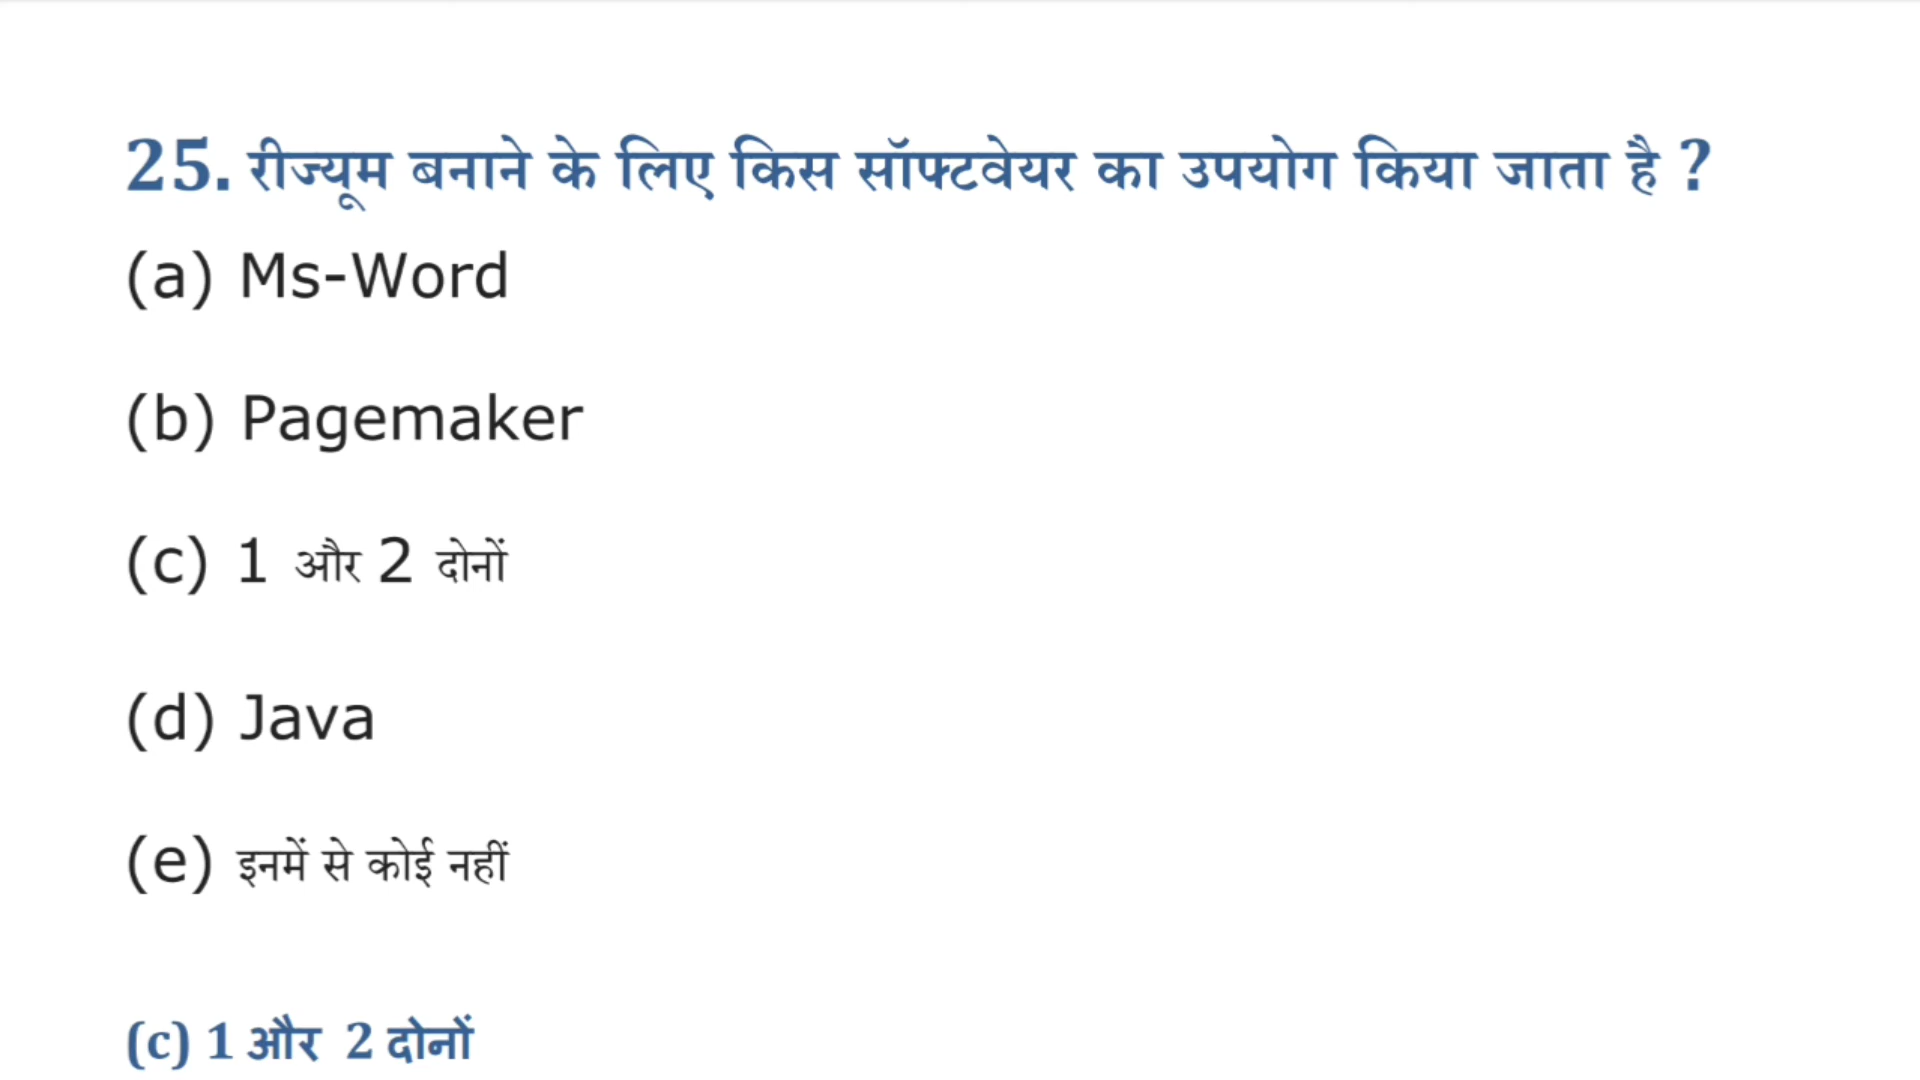 25. रीज्यूम बनाने के लिए किस सॉफ्टवेयर का उपयोग किया जाता है ?
(a) Ms-Word
(b) Pagemaker
(c) 1 और 2 दोनों
(d) Java
(e) इनमें से कोई नहीं
(c) 1 और 2 दोनों